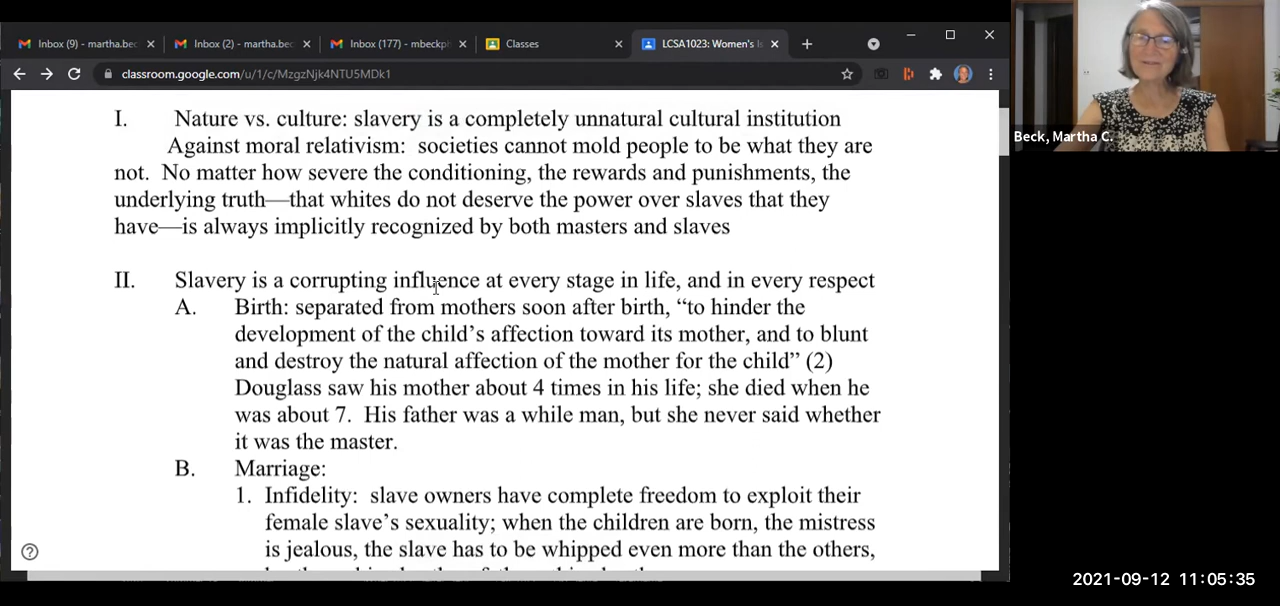 Inbox (9) - martha.bec
Inbox (2) - martha.bec
Inbox (177) - mbeckp
Classes
LCSA1023: Women's Is
classroom.google.com/u/1/c/MzgzNjk4NTU5MDk1
Beck, Martha C.
I. Nature vs. culture: slavery is a completely unnatural cultural institution
Against moral relativism: societies cannot mold people to be what they are
not. No matter how severe the conditioning, the rewards and punishments, the
underlying truth—that whites do not deserve the power over slaves that they
have—is always implicitly recognized by both masters and slaves
II. Slavery is a corrupting influence at every stage in life, and in every respect
A. Birth: separated from mothers soon after birth, “to hinder the
development of the child’s affection toward its mother, and to blunt
and destroy the natural affection of the mother for the child” (2)
Douglass saw his mother about 4 times in his life; she died when he
was about 7. His father was a while man, but she never said whether
it was the master.
B. Marriage:
1. Infidelity: slave owners have complete freedom to exploit their
female slave’s sexuality; when the children are born, the mistress
is jealous, the slave has to be whipped even more than the others,
2021-09-12 11:05:35